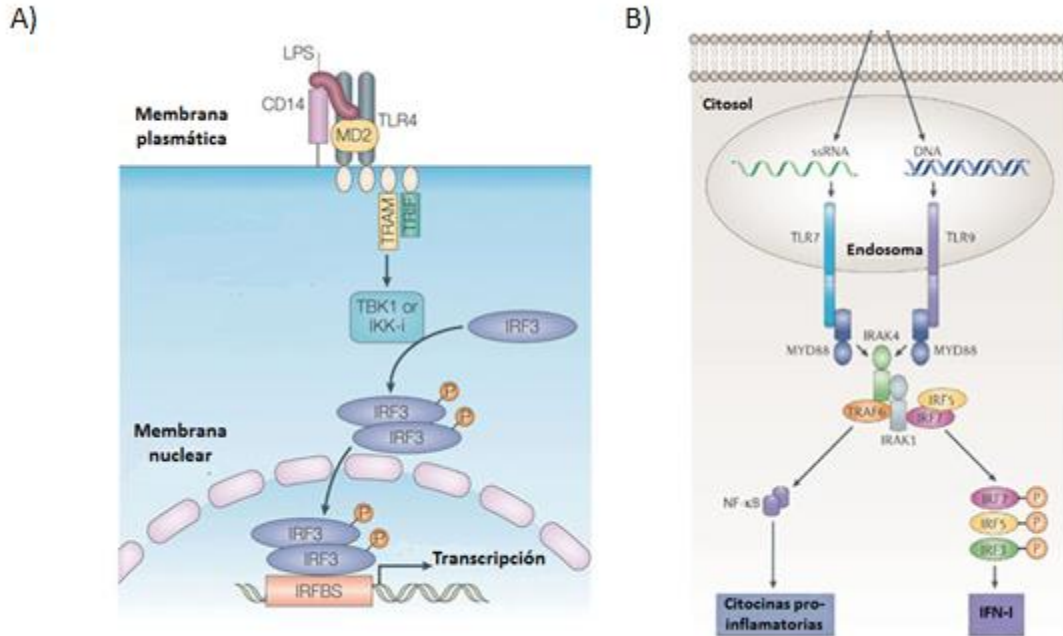 A)
LPS
CD14
Membrana
plasmática
TLR4
MD2
TRAM
TRIF
TBK1 or
IKK-i
IRF3
P
IRF3
P
IRF3
Membrana
nuclear
P
IRF3
P
IRF3
Transcripción
IRFBS
B)
Citosol
ssRNA
DNA
TLR7
Endosoma
TLR9
IRAK4
MYD88
MYD88
TRAF6
IRF5
IRF7
IRAK1
NF-κB
IRF7
P
IRF5
P
P
Citocinas pro-
inflamatorias
IFN-I